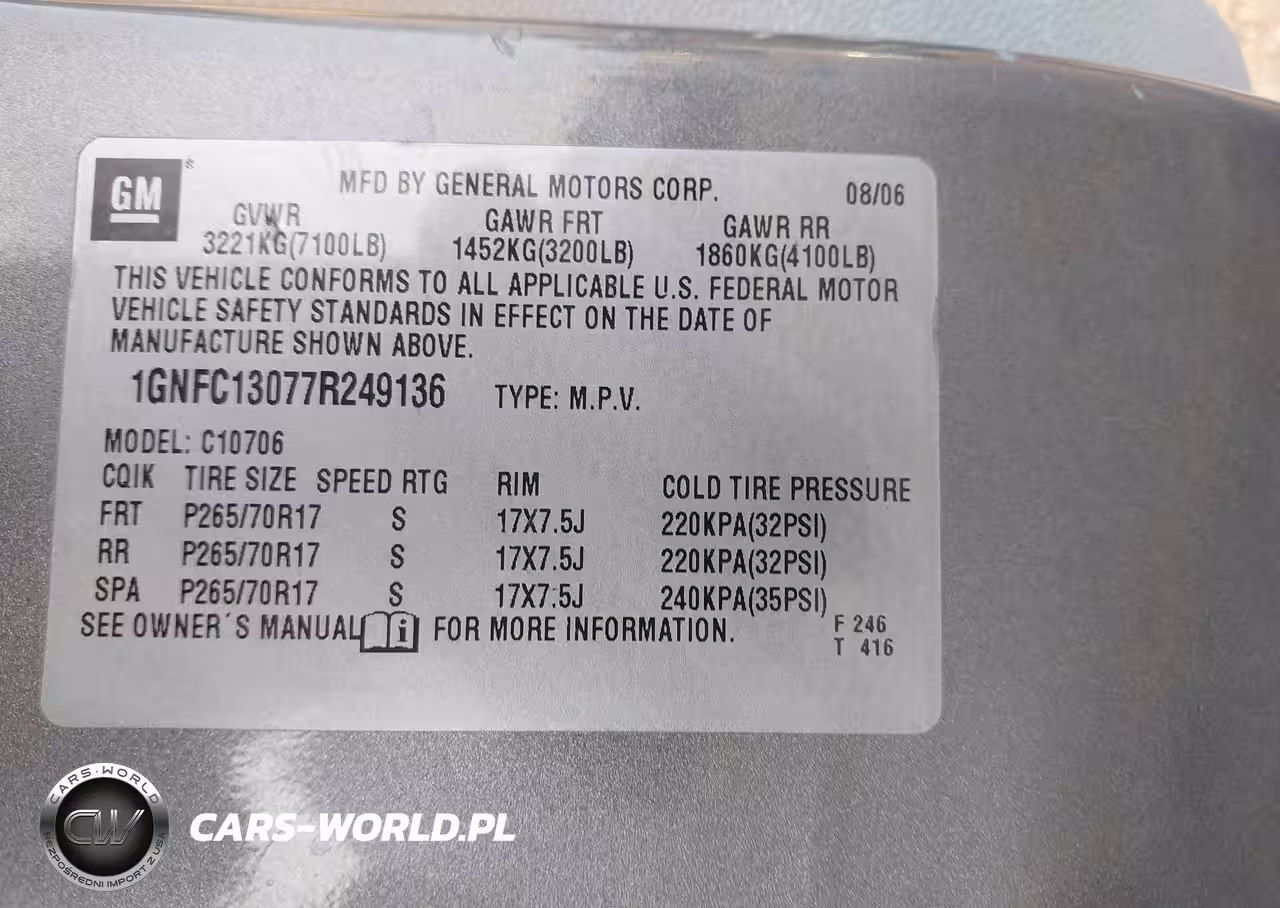 GM
MFD BY GENERAL MOTORS CORP. 08/06
GVWR GAWR FRT GAWR RR
3221KG(7100LB) 1452KG(3200LB) 1860KG(4100LB)
THIS VEHICLE CONFORMS TO ALL APPLICABLE U.S. FEDERAL MOTOR
VEHICLE SAFETY STANDARDS IN EFFECT ON THE DATE OF
MANUFACTURE SHOWN ABOVE.
1GNFC13077R249136 TYPE: M.P.V.
MODEL: C10706
CQIK TIRE SIZE SPEED RTG RIM COLD TIRE PRESSURE
FRT P265/70R17 S 17X7.5J 220KPA(32PSI)
RR P265/70R17 S 17X7.5J 220KPA(32PSI)
SPA P265/70R17 S 17X7.5J 240KPA(35PSI)
SEE OWNER´S MANUAL i FOR MORE INFORMATION.
F 246
T 416
CARS-WORLD
CW
BEZPOŚREDNI IMPORT Z USA
CARS-WORLD.PL